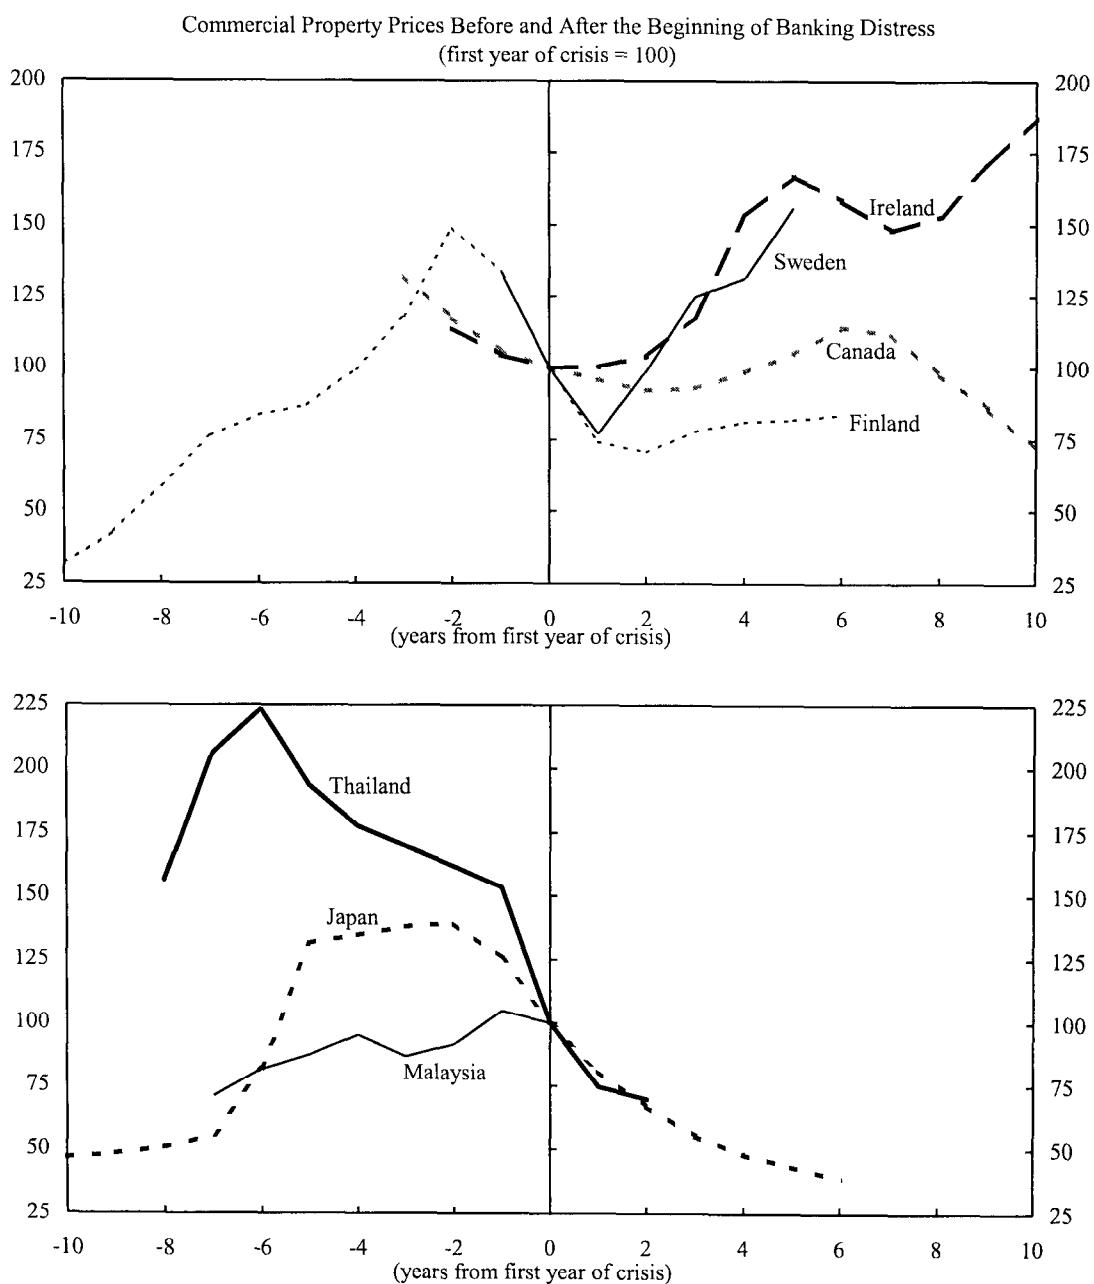 Commercial Property Prices Before and After the Beginning of Banking Distress
(first year of crisis = 100)
200 200
175 175
150 150
125 125
100 100
75 75
50 50
25 25
Ireland
Sweden
Canada
Finland
-10 -8 -6 -4 -2 0 2 4 6 8 10
(years from first year of crisis)
225 225
200 200
175 175
150 150
125 125
100 100
75 75
50 50
25 25
Thailand
Japan
Malaysia
-10 -8 -6 -4 -2 0 2 4 6 8 10
(years from first year of crisis)